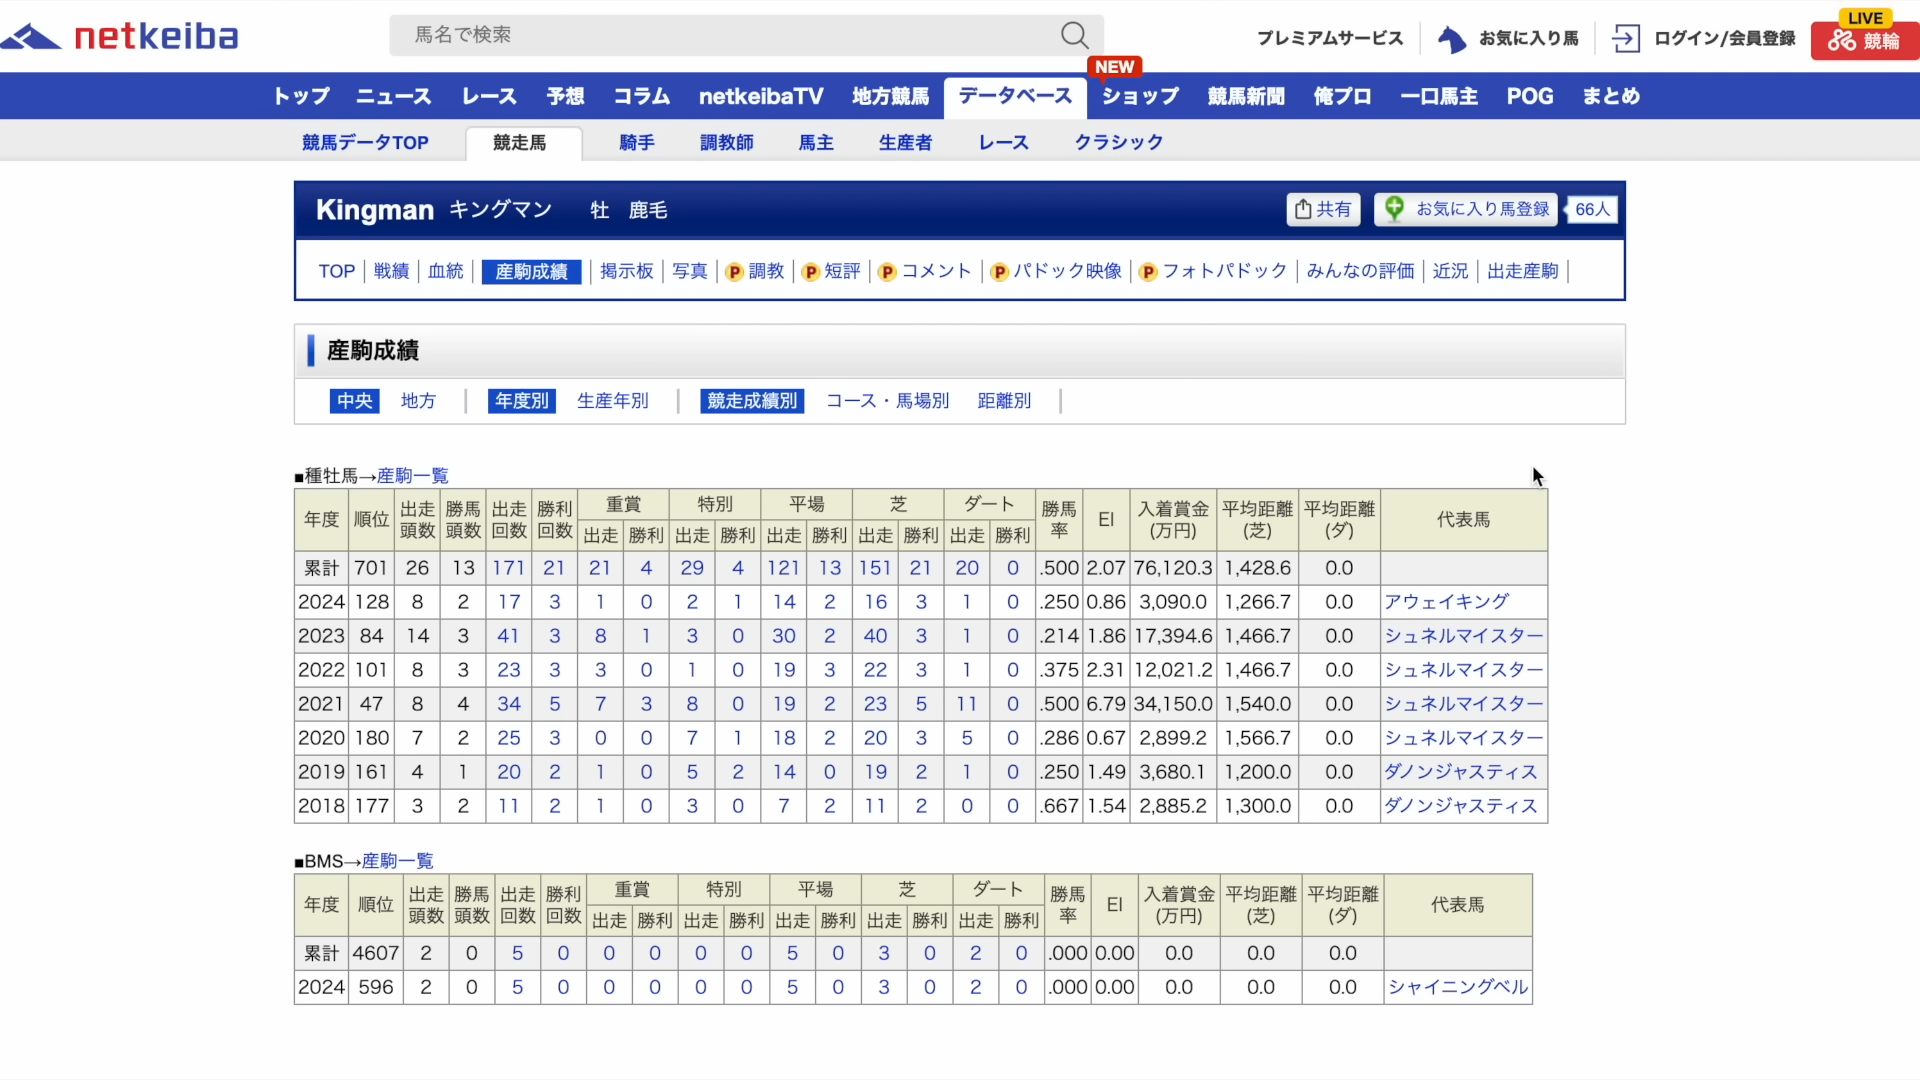 netkeiba 馬名で検索 プレミアムサービス お気に入り馬 ログイン/会員登録 LIVE 競輪
NEW
トップ ニュース レース 予想 コラム netkeibaTV 地方競馬 データベース ショップ 競馬新聞 俺プロ 一口馬主 POG まとめ
競馬データTOP 競走馬 騎手 調教師 馬主 生産者 レース クラシック
Kingman キングマン 牡 鹿毛 共有 お気に入り馬登録 66人
TOP 戦績 血統 産駒成績 掲示板 写真 P 調教 P 短評 P コメント P パドック映像 P フォトパドック みんなの評価 近況 出走産駒
産駒成績
中央 地方 年度別 生産年別 競走成績別 コース・馬場別 距離別
■種牡馬→産駒一覧
年度 順位 出走頭数 勝馬頭数 出走回数 勝利回数 重賞 特別 平場 芝 ダート 勝馬率 EI 入着賞金(万円) 平均距離(芝) 平均距離(ダ) 代表馬
出走 勝利 出走 勝利 出走 勝利 出走 勝利 出走 勝利
累計 701 26 13 171 21 21 4 29 4 121 13 151 21 20 0 .500 2.07 76,120.3 1,428.6 0.0
2024 128 8 2 17 3 1 0 2 1 14 2 16 3 1 0 .250 0.86 3,090.0 1,266.7 0.0 アウェイキング
2023 84 14 3 41 3 8 1 3 0 30 2 40 3 1 0 .214 1.86 17,394.6 1,466.7 0.0 シュネルマイスター
2022 101 8 3 23 3 3 0 1 0 19 3 22 3 1 0 .375 2.31 12,021.2 1,466.7 0.0 シュネルマイスター
2021 47 8 4 34 5 7 3 8 0 19 2 23 5 11 0 .500 6.79 34,150.0 1,540.0 0.0 シュネルマイスター
2020 180 7 2 25 3 0 0 7 1 18 2 20 3 5 0 .286 0.67 2,899.2 1,566.7 0.0 シュネルマイスター
2019 161 4 1 20 2 1 0 5 2 14 0 19 2 1 0 .250 1.49 3,680.1 1,200.0 0.0 ダノンジャスティス
2018 177 3 2 11 2 1 0 3 0 7 2 11 2 0 0 .667 1.54 2,885.2 1,300.0 0.0 ダノンジャスティス
■BMS→産駒一覧
年度 順位 出走頭数 勝馬頭数 出走回数 勝利回数 重賞 特別 平場 芝 ダート 勝馬率 EI 入着賞金(万円) 平均距離(芝) 平均距離(ダ) 代表馬
出走 勝利 出走 勝利 出走 勝利 出走 勝利 出走 勝利
累計 4607 2 0 5 0 0 0 0 0 5 0 3 0 2 0 .000 0.00 0.0 0.0 0.0
2024 596 2 0 5 0 0 0 0 0 5 0 3 0 2 0 .000 0.00 0.0 0.0 0.0 シャイニングベル